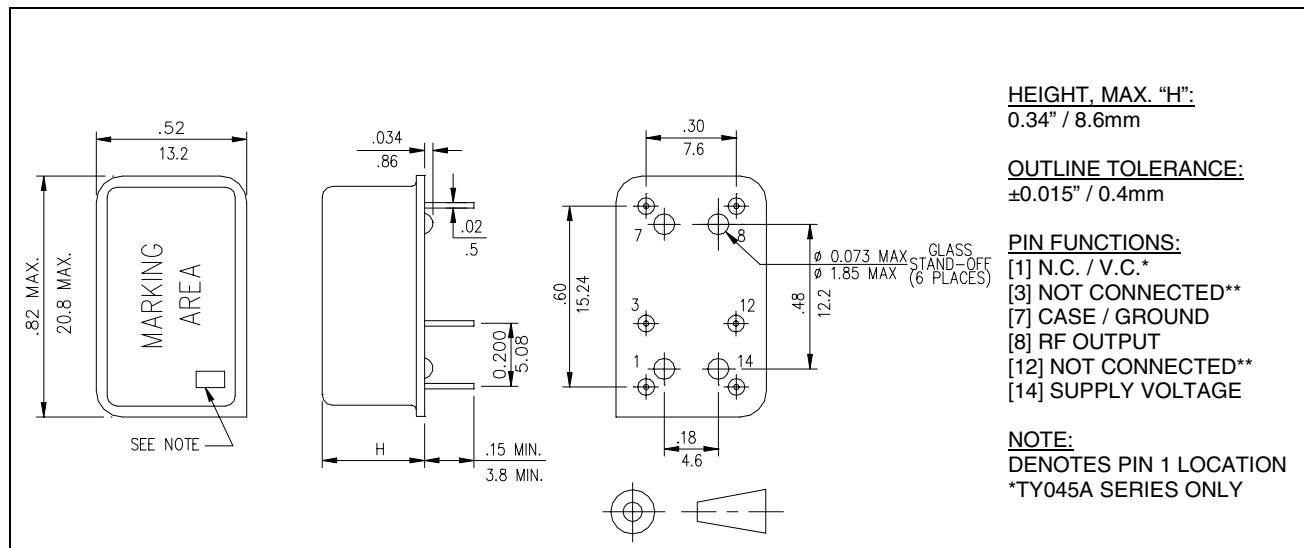 .52
13.2
.82 MAX.
20.8 MAX.
MARKING
AREA
SEE NOTE
.034
.86
.02
.5
0.200
5.08
H
.15 MIN.
3.8 MIN.
.30
7.6
7
8
.60
15.24
3
12
1
14
.48
12.2
.18
4.6
ø 0.073 MAX
ø 1.85 MAX
GLASS
STAND-OFF
(6 PLACES)
HEIGHT, MAX. “H”:
0.34” / 8.6mm
OUTLINE TOLERANCE:
±0.015” / 0.4mm
PIN FUNCTIONS:
[1] N.C. / V.C.*
[3] NOT CONNECTED**
[7] CASE / GROUND
[8] RF OUTPUT
[12] NOT CONNECTED**
[14] SUPPLY VOLTAGE
NOTE:
DENOTES PIN 1 LOCATION
*TY045A SERIES ONLY